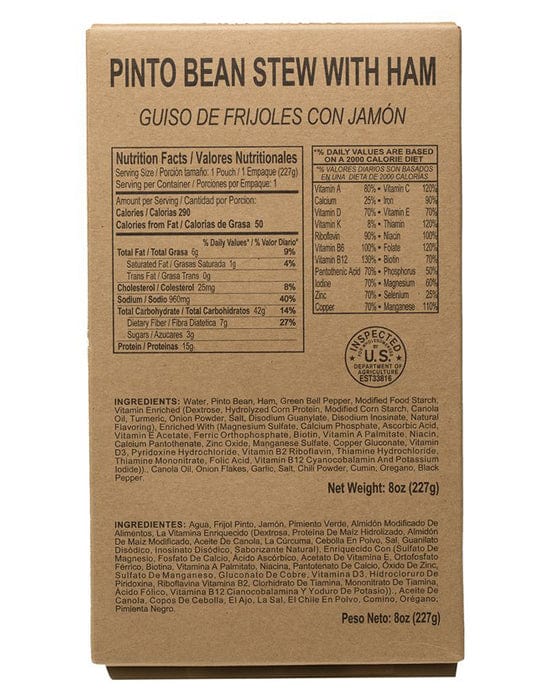 PINTO BEAN STEW WITH HAM
GUISO DE FRIJOLES CON JAMÓN
Nutrition Facts / Valores Nutritionales
Serving Size / Porción tamaño: 1 Pouch / 1 Empaque (227g)
Serving per Container / Porciones por Empaque: 1
Amount per Serving / Cantidad por Porcion:
Calories / Calorias 290
Calories from Fat / Calorias de Grasa 50
% Daily Values* / % Valor Diario*
Total Fat / Total Grasa 6g 9%
Saturated Fat / Grasas Saturada 1g 4%
Trans Fat / Grasa Trans 0g
Cholesterol / Colesterol 25mg 8%
Sodium / Sodio 960mg 40%
Total Carbohydrate / Total Carbohidratos 42g 14%
Dietary Fiber / Fibra Diatetica 7g 27%
Sugars / Azucares 3g
Protein / Proteinas 15g
*% DAILY VALUES ARE BASED
ON A 2000 CALORIE DIET
*% VALORES DIARIOS SON BASADOS
EN UNA DIETA DE 2000 CALORÍAS
Vitamin A 80% • Vitamin C 120%
Calcium 25% • Iron 90%
Vitamin D 70% • Vitamin E 70%
Vitamin K 8% • Thiamin 120%
Riboflavin 90% • Niacin 100%
Vitamin B6 100% • Folate 120%
Vitamin B12 130% • Biotin 70%
Pantothenic Acid 70% • Phosphorus 50%
Iodine 70% • Magnesium 60%
Zinc 70% • Selenium 25%
Copper 70% • Manganese 110%
INSPECTED
FOR WHOLESOMENESS BY
U.S.
DEPARTMENT OF
AGRICULTURE
EST33816
INGREDIENTS: Water, Pinto Bean, Ham, Green Bell Pepper, Modified Food Starch,
Vitamin Enriched (Dextrose, Hydrolyzed Corn Protein, Modified Corn Starch, Canola
Oil, Turmeric, Onion Powder, Salt, Disodium Guanylate, Disodium Inosinate, Natural
Flavoring), Enriched With (Magnesium Sulfate, Calcium Phosphate, Ascorbic Acid,
Vitamin E Acetate, Ferric Orthophosphate, Biotin, Vitamin A Palmitate, Niacin,
Calcium Pantothenate, Zinc Oxide, Manganese Sulfate, Copper Gluconate, Vitamin
D3, Pyridoxine Hydrochloride, Vitamin B2 Riboflavin, Thiamine Hydrochloride,
Thiamine Mononitrate, Folic Acid, Vitamin B12 Cyanocobalamin And Potassium
Iodide))., Canola Oil, Onion Flakes, Garlic, Salt, Chili Powder, Cumin, Oregano, Black
Pepper.
Net Weight: 8oz (227g)
INGREDIENTES: Agua, Frijol Pinto, Jamón, Pimiento Verde, Almidón Modificado De
Alimentos, La Vitamina Enriquecido (Dextrosa, Proteína De Maíz Hidrolizado, Almidón
De Maíz Modificado, Aceite De Canola, La Cúrcuma, Cebolla En Polvo, Sal, Guanilato
Disódico, Inosinato Disódico, Saborizante Natural). Enriquecido Con (Sulfato De
Magnesio, Fosfato De Calcio, Ácido Ascórbico, Acetato De Vitamina E, Ortofosfato
Férrico, Biotina, Vitamina A Palmitato, Niacina, Pantotenato De Calcio, Óxido De Zinc,
Sulfato De Manganeso, Gluconato De Cobre, Vitamina D3, Hidrocloruro De
Piridoxina, Riboflavina Vitamina B2, Clorhidrato De Tiamina, Mononitrato De Tiamina,
Ácido Fólico, Vitamina B12 Cianocobalamina Y Yoduro De Potasio))., Aceite De
Canola, Copos De Cebolla, El Ajo, La Sal, El Chile En Polvo, Comino, Orégano,
Pimienta Negro.
Peso Neto: 8oz (227g)